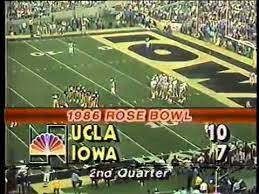 1986 ROSE BOWL
UCLA 10
IOWA 7
2nd Quarter